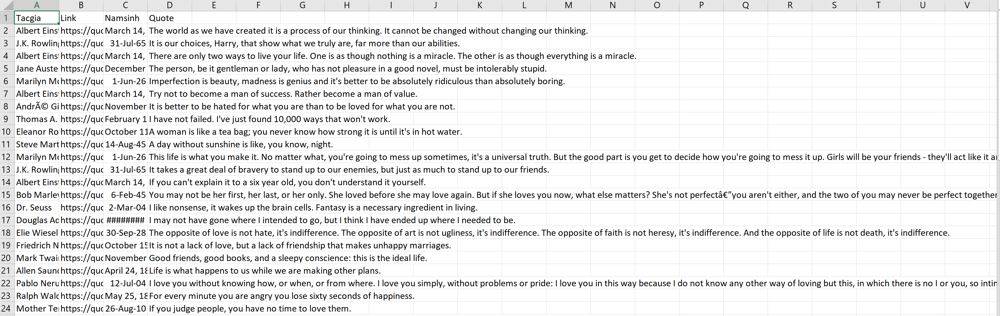 A B C D E F G H I J K L M N O P Q R S T U V
1 Tacgia Link Namsinh Quote
2 Albert Einst https://quo March 14, The world as we have created it is a process of our thinking. It cannot be changed without changing our thinking.
3 J.K. Rowling https://quo 31-Jul-65 It is our choices, Harry, that show what we truly are, far more than our abilities.
4 Albert Einst https://quo March 14, There are only two ways to live your life. One is as though nothing is a miracle. The other is as though everything is a miracle.
5 Jane Auste https://quo December The person, be it gentleman or lady, who has not pleasure in a good novel, must be intolerably stupid.
6 Marilyn Mo https://quo 1-Jun-26 Imperfection is beauty, madness is genius and it's better to be absolutely ridiculous than absolutely boring.
7 Albert Einst https://quo March 14, Try not to become a man of success. Rather become a man of value.
8 AndrÃ© Gi https://quo November It is better to be hated for what you are than to be loved for what you are not.
9 Thomas A. https://quo February 1 I have not failed. I've just found 10,000 ways that won't work.
10 Eleanor Ro https://quo October 11 A woman is like a tea bag; you never know how strong it is until it's in hot water.
11 Steve Mart https://quo 14-Aug-45 A day without sunshine is like, you know, night.
12 Marilyn Mo https://quo 1-Jun-26 This life is what you make it. No matter what, you're going to mess up sometimes, it's a universal truth. But the good part is you get to decide how you're going to mess it up. Girls will be your friends - they'll act like it a
13 J.K. Rowling https://quo 31-Jul-65 It takes a great deal of bravery to stand up to our enemies, but just as much to stand up to our friends.
14 Albert Einst https://quo March 14, If you can't explain it to a six year old, you don't understand it yourself.
15 Bob Marley https://quo 6-Feb-45 You may not be her first, her last, or her only. She loved before she may love again. But if she loves you now, what else matters? She's not perfectâ€”you aren't either, and the two of you may never be perfect together
16 Dr. Seuss https://quo 2-Mar-04 I like nonsense, it wakes up the brain cells. Fantasy is a necessary ingredient in living.
17 Douglas Ad https://quo ######## I may not have gone where I intended to go, but I think I have ended up where I needed to be.
18 Elie Wiesel https://quo 30-Sep-28 The opposite of love is not hate, it's indifference. The opposite of art is not ugliness, it's indifference. The opposite of faith is not heresy, it's indifference. And the opposite of life is not death, it's indifference.
19 Friedrich N https://quo October 15 It is not a lack of love, but a lack of friendship that makes unhappy marriages.
20 Mark Twai https://quo November Good friends, good books, and a sleepy conscience: this is the ideal life.
21 Allen Saund https://quo April 24, 18 Life is what happens to us while we are making other plans.
22 Pablo Neru https://quo 12-Jul-04 I love you without knowing how, or when, or from where. I love you simply, without problems or pride: I love you in this way because I do not know any other way of loving but this, in which there is no I or you, so intim
23 Ralph Wald https://quo May 25, 18 For every minute you are angry you lose sixty seconds of happiness.
24 Mother Te https://quo 26-Aug-10 If you judge people, you have no time to love them.